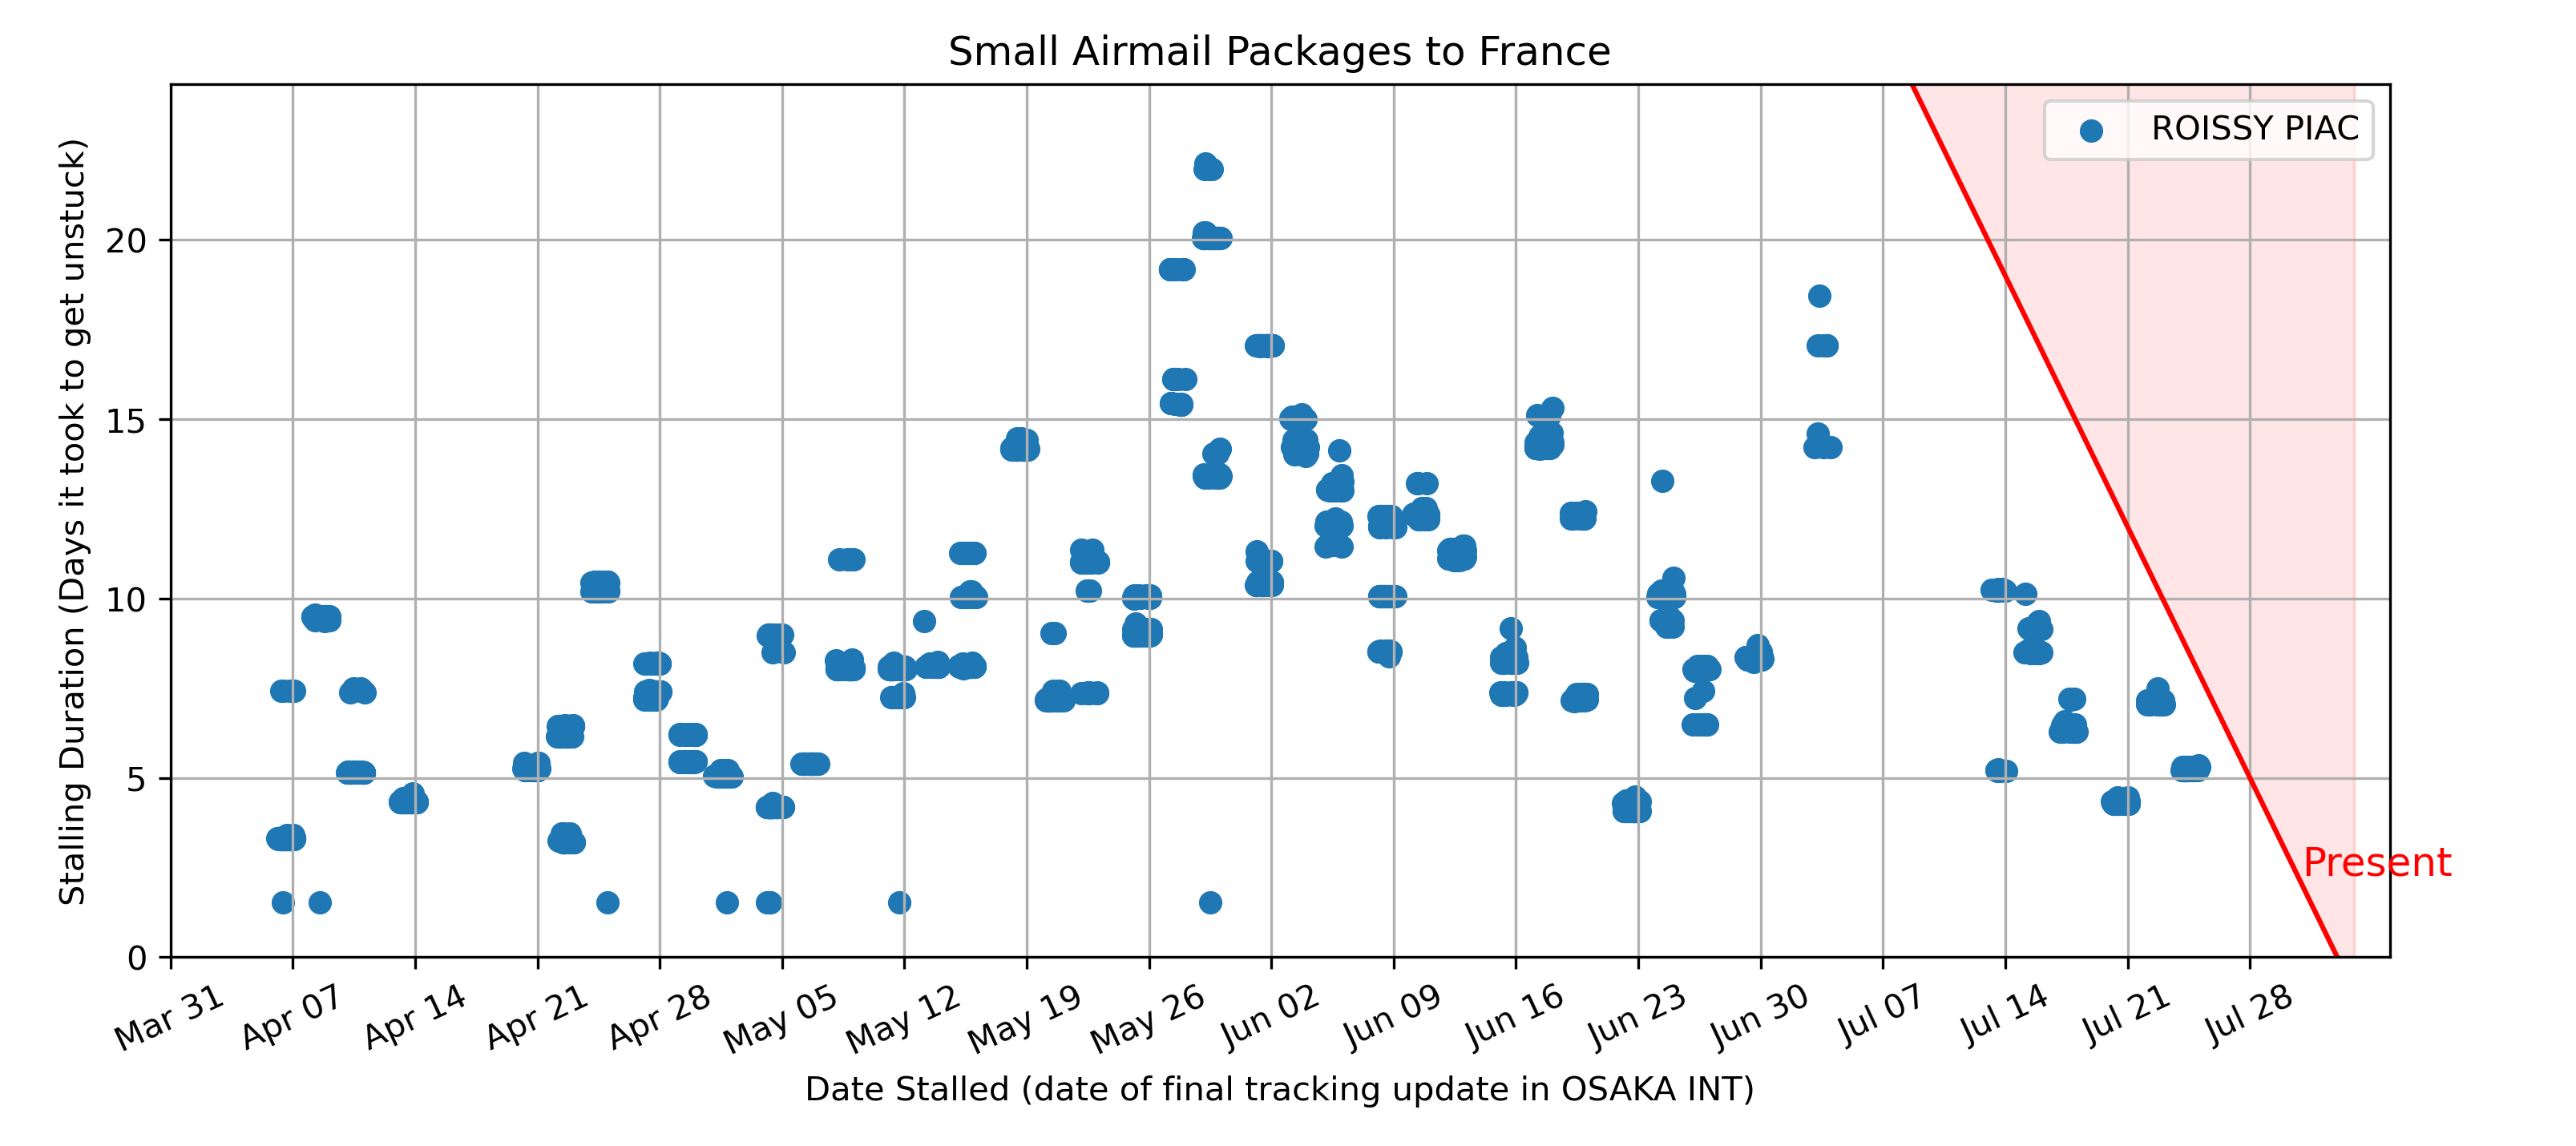 Small Airmail Packages to France
ROISSY PIAC
Stalling Duration (Days it took to get unstuck)
20
15
10
5
0
Present
Mar 31 Apr 07 Apr 14 Apr 21 Apr 28 May 05 May 12 May 19 May 26 Jun 02 Jun 09 Jun 16 Jun 23 Jun 30 Jul 07 Jul 14 Jul 21 Jul 28
Date Stalled (date of final tracking update in OSAKA INT)